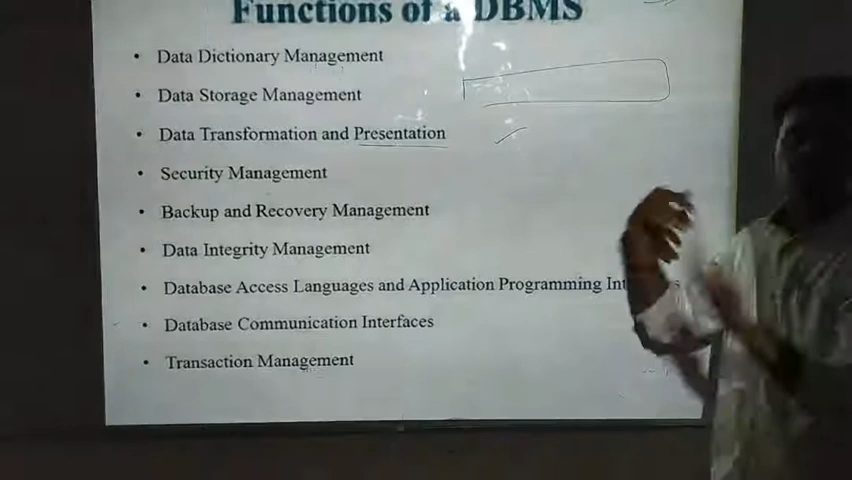 Functions of a DBMS
• Data Dictionary Management
• Data Storage Management
• Data Transformation and Presentation
• Security Management
• Backup and Recovery Management
• Data Integrity Management
• Database Access Languages and Application Programming
• Database Communication Interfaces
• Transaction Management